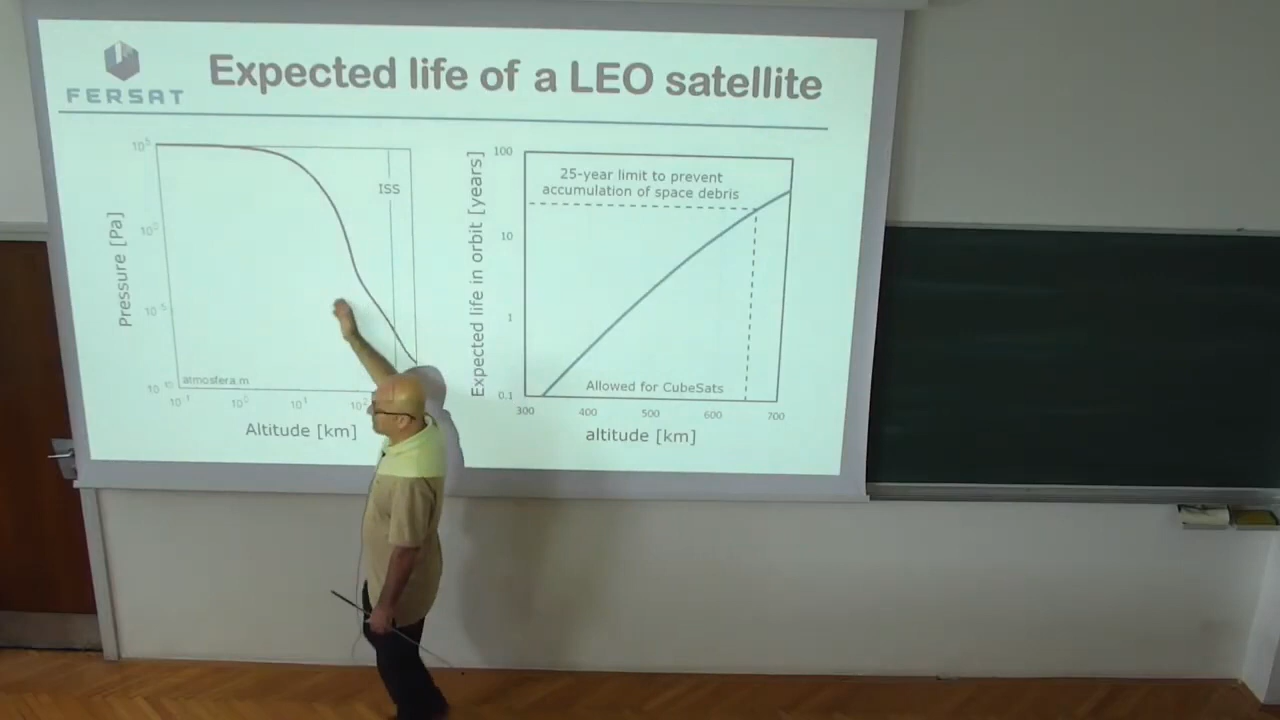 FERSAT
Expected life of a LEO satellite
Pressure [Pa]
10⁵
10⁰
10⁻⁵
10⁻¹⁰
ISS
atmosfera.m
10⁻¹ 10⁰ 10¹ 10²
Altitude [km]
Expected life in orbit [years]
100
10
1
0.1
25-year limit to prevent
accumulation of space debris
Allowed for CubeSats
300 400 500 600 700
altitude [km]